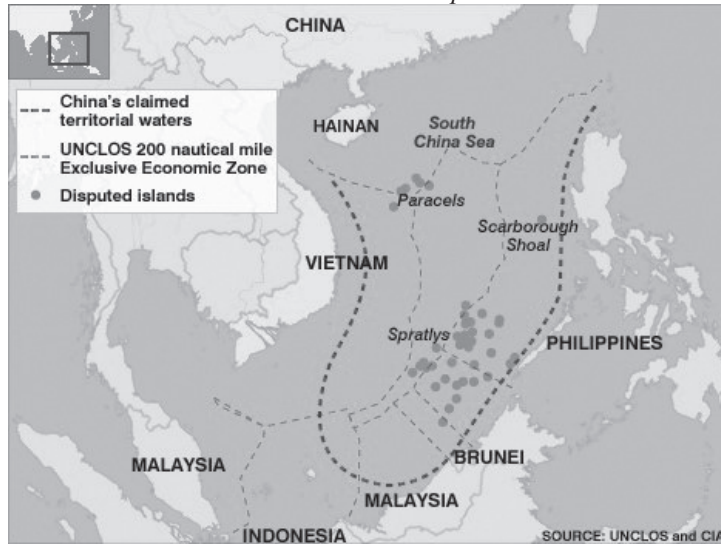 CHINA
China's claimed
territorial waters
UNCLOS 200 nautical mile
Exclusive Economic Zone
Disputed islands
HAINAN
South
China Sea
Paracels
Scarborough
Shoal
VIETNAM
Spratlys
PHILIPPINES
MALAYSIA
BRUNEI
MALAYSIA
INDONESIA
SOURCE: UNCLOS and CIA